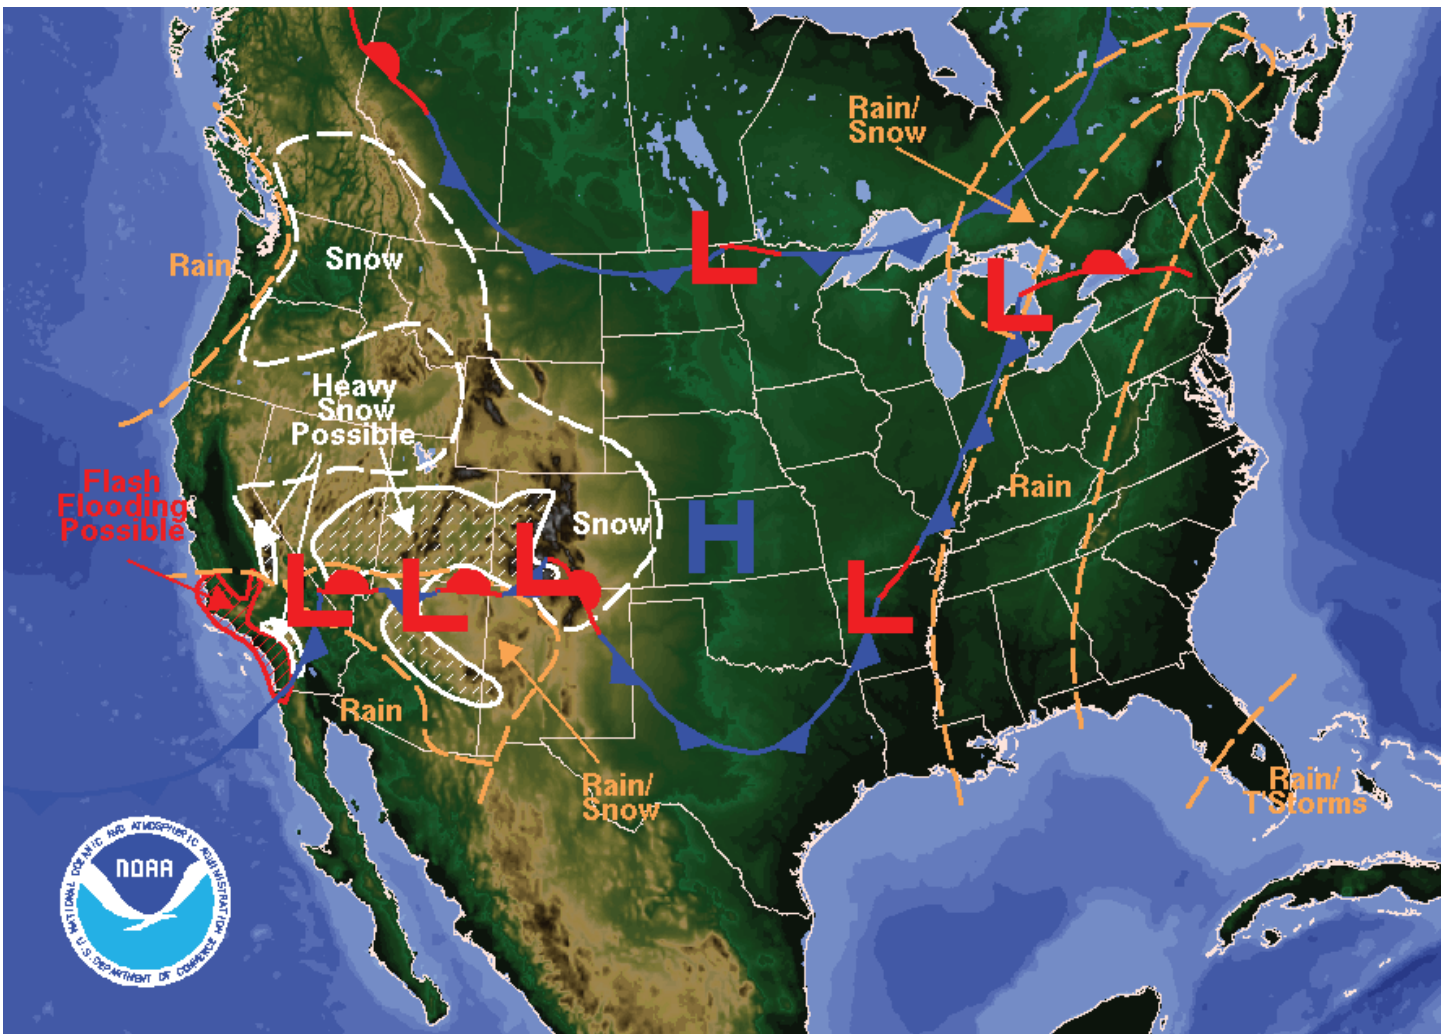 Rain/
Snow
Rain
Snow
Heavy
Snow
Possible
Flash
Flooding
Possible
Snow
H
Rain
L
L
L
L
L
L
Rain
Rain/
Snow
Rain/
T Storms
NOAA
NATIONAL OCEANIC AND ATMOSPHERIC ADMINISTRATION
U.S. DEPARTMENT OF COMMERCE